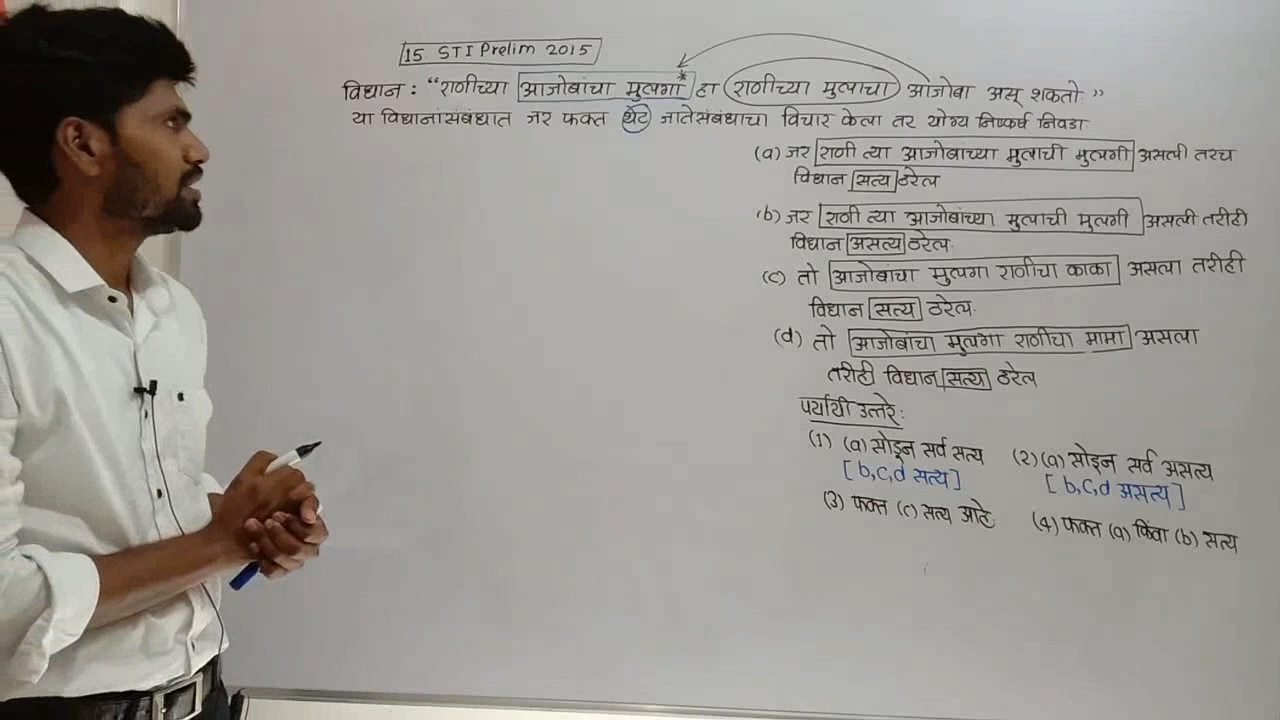 15 STI Prelim 2015
विधान : “राणीच्या आजोबांचा मुलगा* हा राणीच्या मुलाचा आजोबा असू शकतो.”
या विधानासंबंधात जर फक्त थेट नातेसंबंधाचा विचार केला तर योग्य निष्कर्ष निवडा
(a) जर राणी त्या आजोबाच्या मुलाची मुलगी असली तरच
विधान सत्य ठरेल
(b) जर राणी त्या आजोबांच्या मुलाची मुलगी असली तरीही
विधान असत्य ठरेल.
(c) तो आजोबांचा मुलगा राणीचा काका असला तरीही
विधान सत्य ठरेल.
(d) तो आजोबांचा मुलगा राणीचा मामा असला
तरीही विधान सत्य ठरेल
पर्यायी उत्तरे :
(1) (a) सोडून सर्व सत्य (2) (a) सोडून सर्व असत्य
[b,c,d सत्य] [b,c,d असत्य]
(3) फक्त (c) सत्य आहे (4) फक्त (a) किंवा (b) सत्य